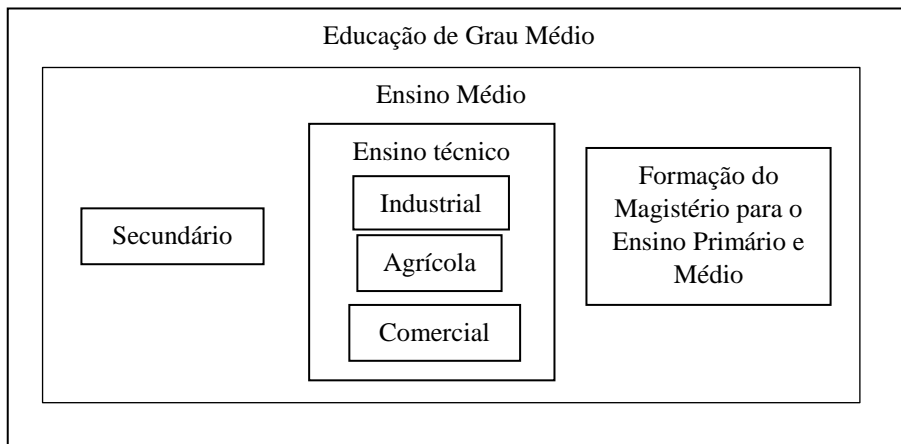 Educação de Grau Médio
Ensino Médio
Secundário
Ensino técnico
Industrial
Agrícola
Comercial
Formação do
Magistério para o
Ensino Primário e
Médio